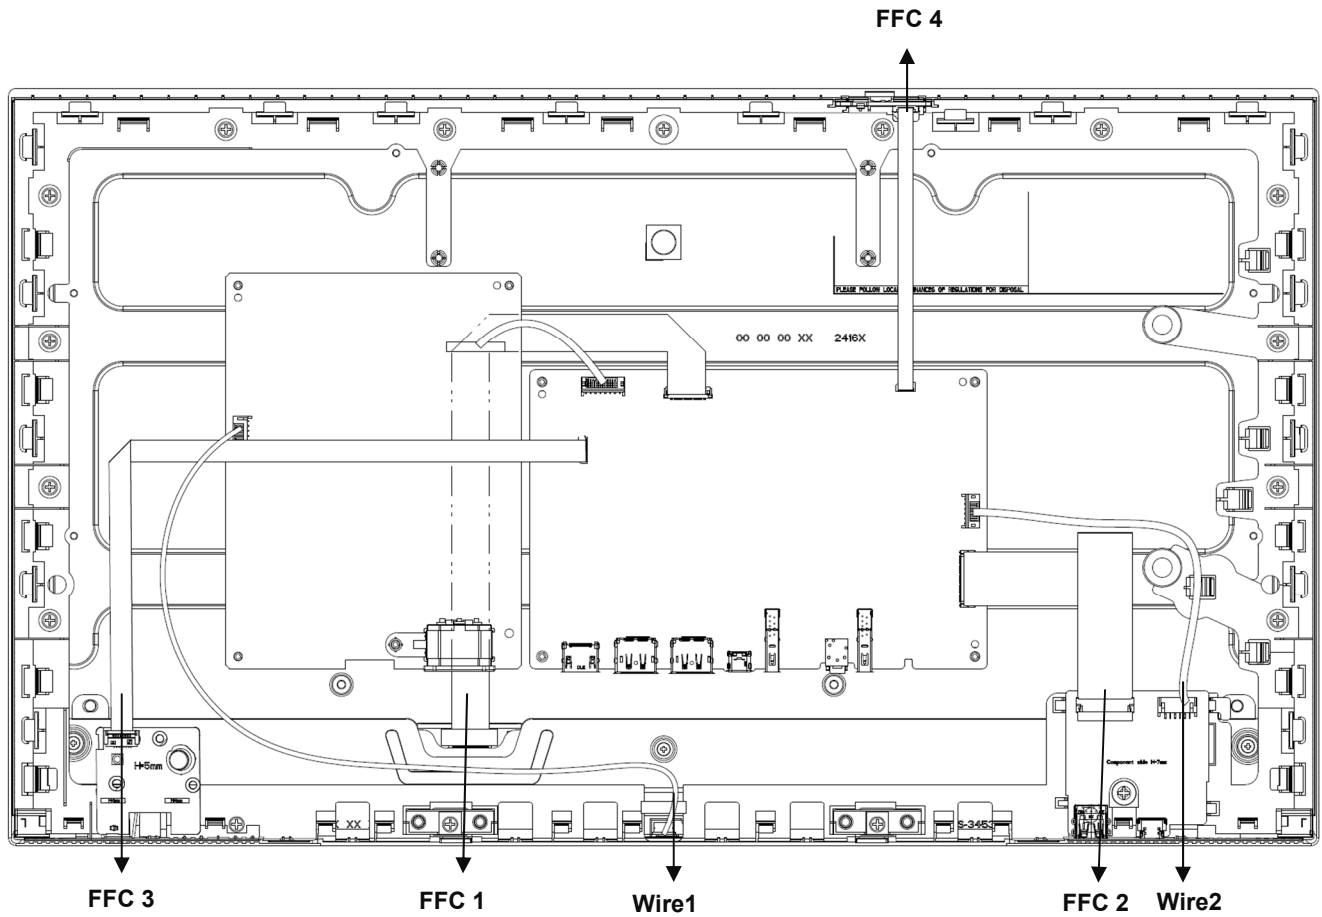 FFC 4
PLEASE FOLLOW LOCAL
NANCES OF REGULATIONS FOR DISPOSAL
00 00 00 XX 2416X
H=5mm
Component side H=7mm
XX
S-3453
FFC 3
FFC 1
Wire1
FFC 2
Wire2